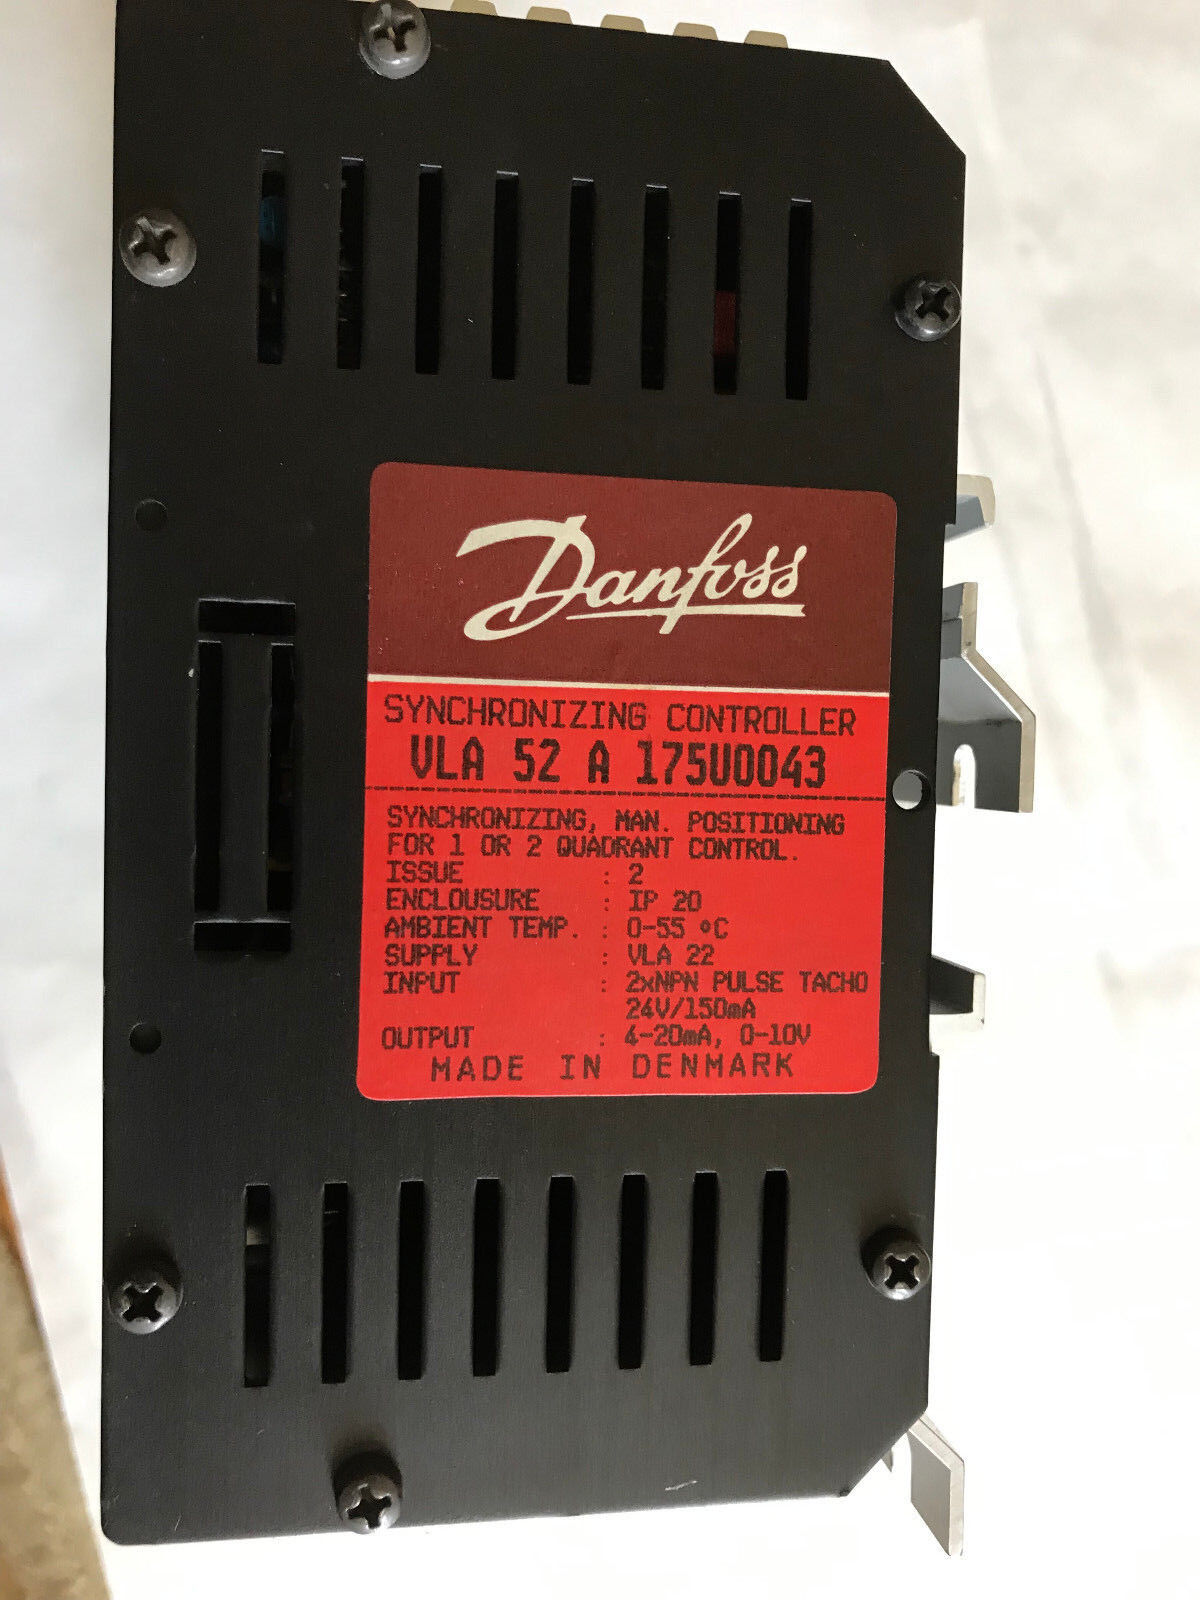 Danfoss
SYNCHRONIZING CONTROLLER
VLA 52 A 175U0043
SYNCHRONIZING, MAN. POSITIONING
FOR 1 OR 2 QUADRANT CONTROL.
ISSUE : 2
ENCLOUSURE : IP 20
AMBIENT TEMP. : 0-55 °C
SUPPLY : VLA 22
INPUT : 2xNPN PULSE TACHO
24V/150mA
OUTPUT : 4-20mA, 0-10V
MADE IN DENMARK